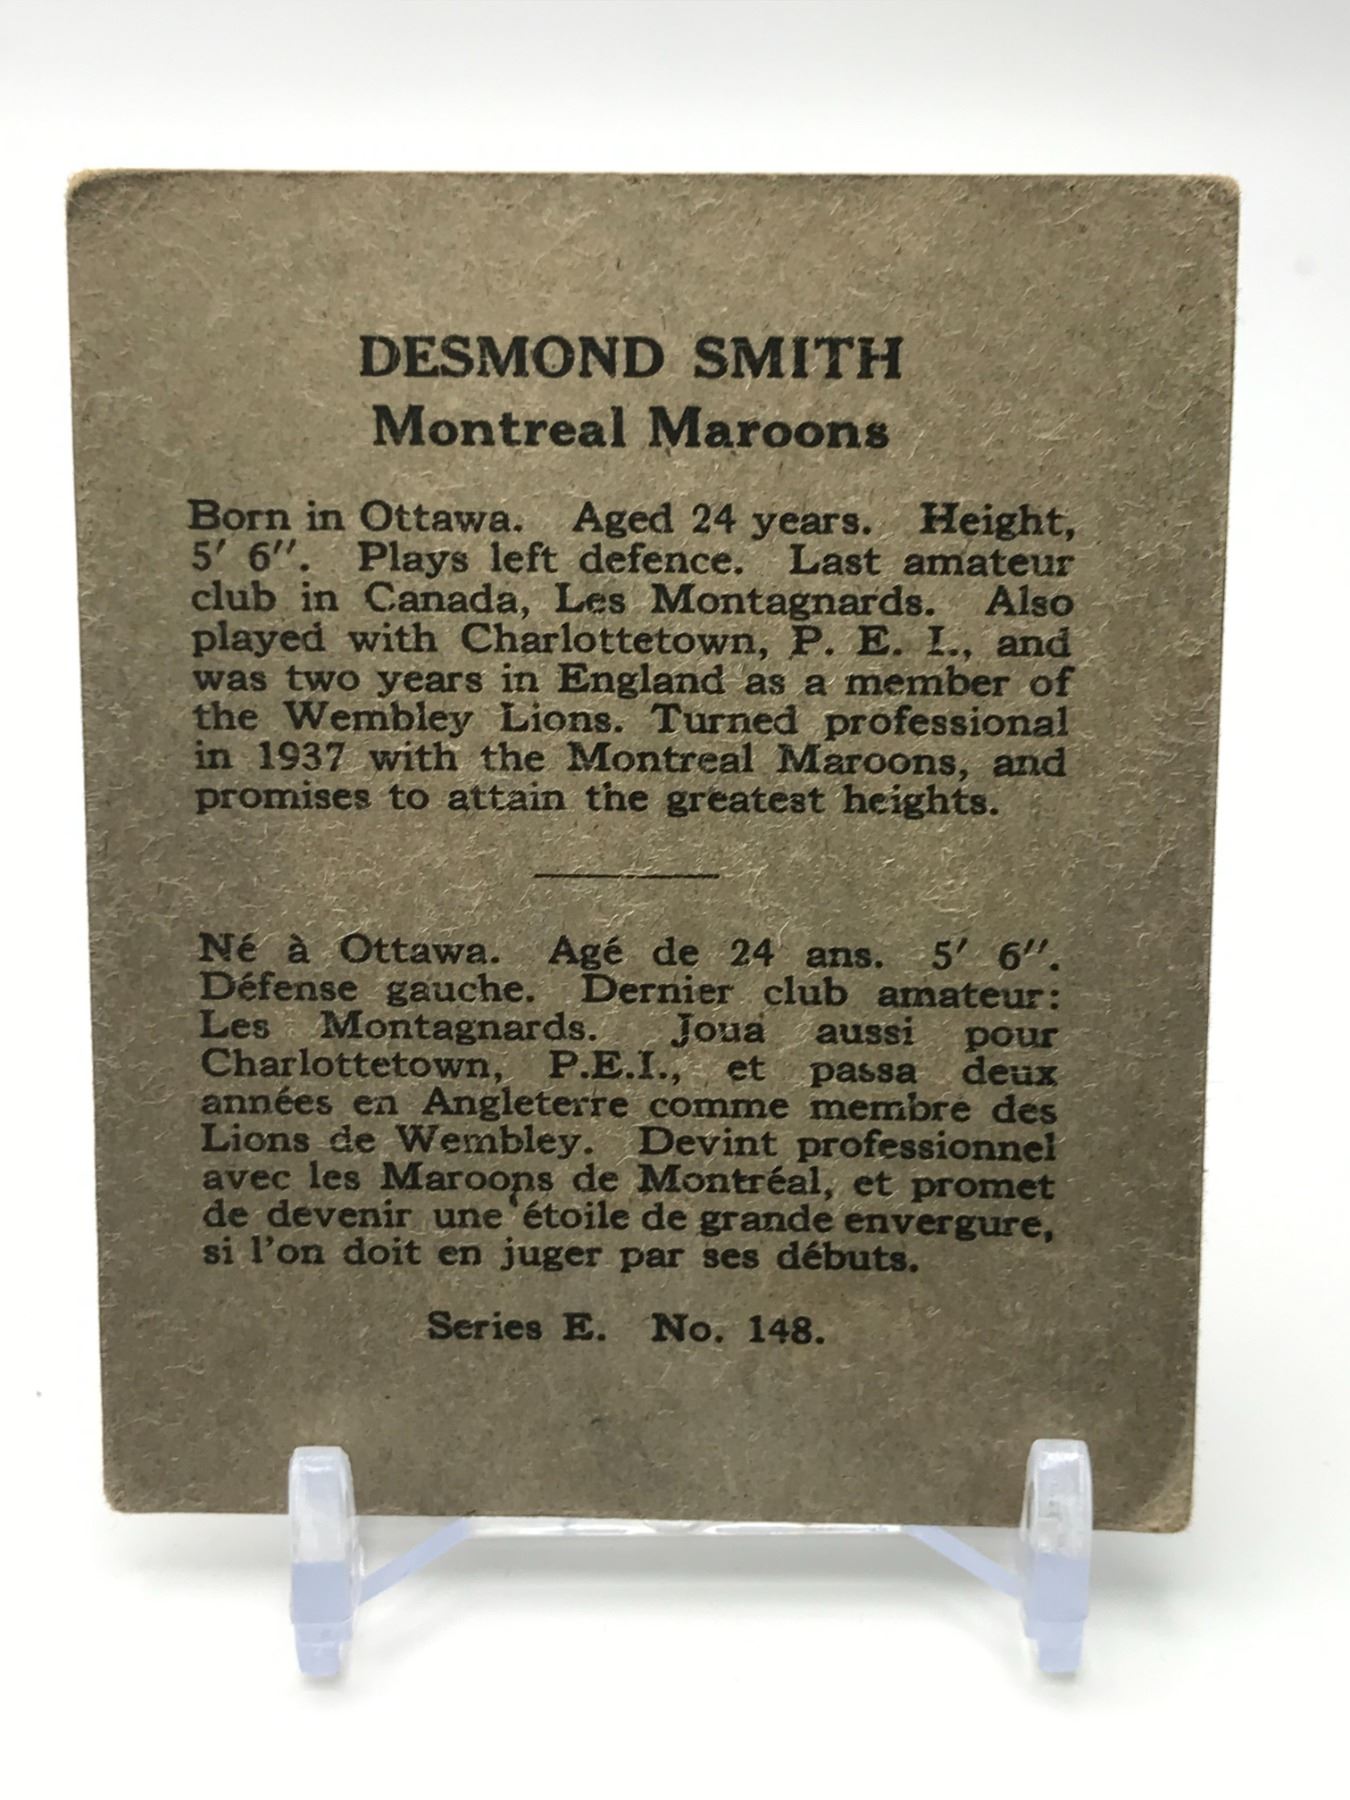 DESMOND SMITH
Montreal Maroons
Born in Ottawa. Aged 24 years. Height,
5′ 6″. Plays left defence. Last amateur
club in Canada, Les Montagnards. Also
played with Charlottetown, P. E. I., and
was two years in England as a member of
the Wembley Lions. Turned professional
in 1937 with the Montreal Maroons, and
promises to attain the greatest heights.
Né à Ottawa. Agé de 24 ans. 5′ 6″.
Défense gauche. Dernier club amateur:
Les Montagnards. Joua aussi pour
Charlottetown, P.E.I., et passa deux
années en Angleterre comme membre des
Lions de Wembley. Devint professionnel
avec les Maroons de Montréal, et promet
de devenir une étoile de grande envergure,
si l'on doit en juger par ses débuts.
Series E. No. 148.